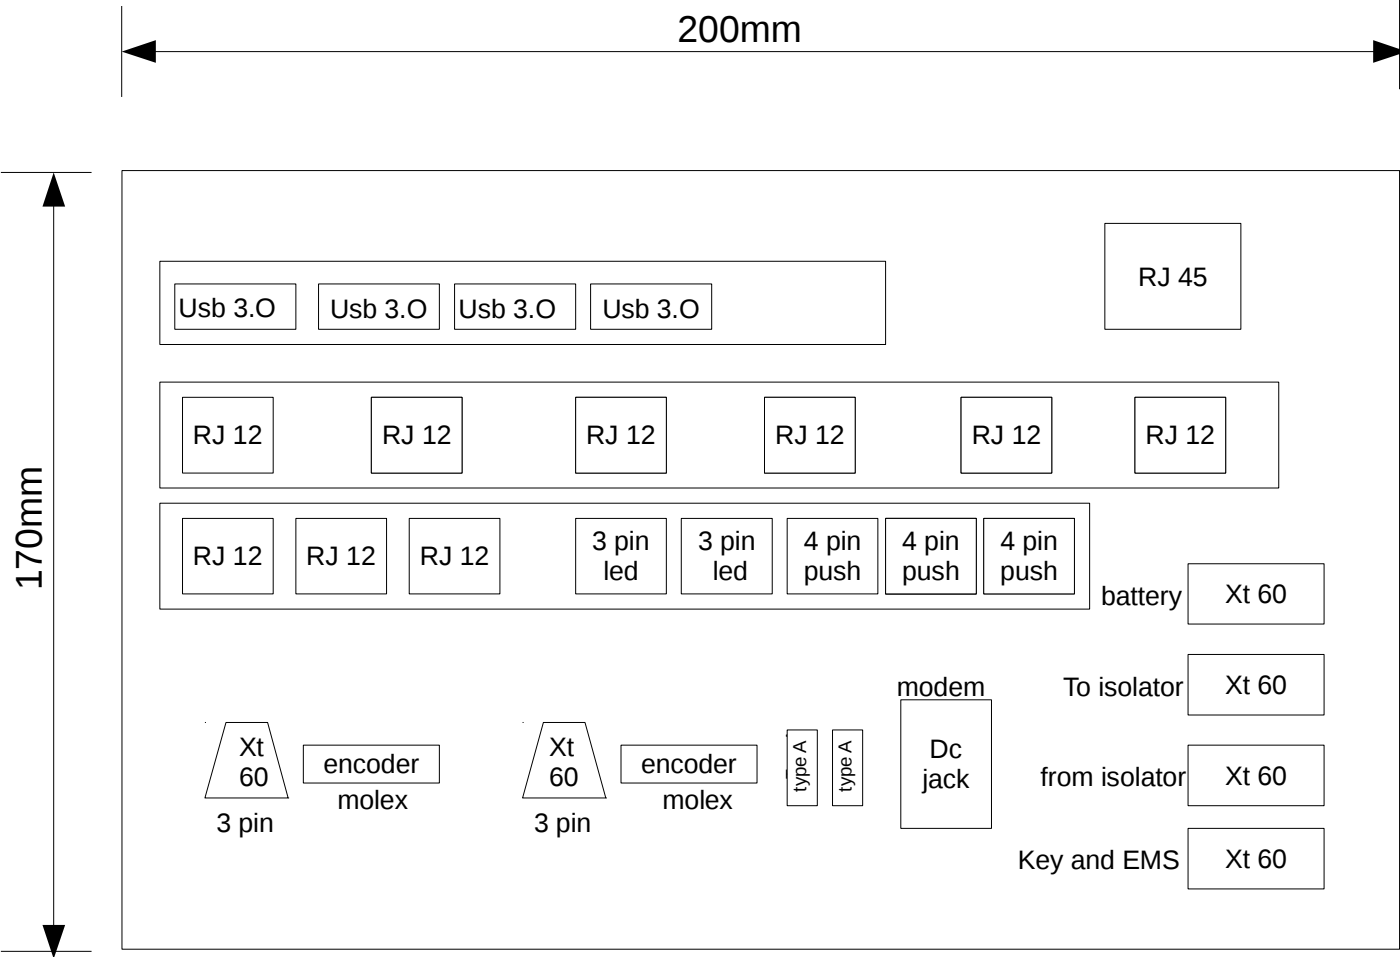 200mm
170mm
RJ 45
Usb 3.O
Usb 3.O
Usb 3.O
Usb 3.O
RJ 12
RJ 12
RJ 12
RJ 12
RJ 12
RJ 12
RJ 12
RJ 12
RJ 12
3 pin
led
3 pin
led
4 pin
push
4 pin
push
4 pin
push
battery
Xt 60
To isolator
Xt 60
from isolator
Xt 60
Key and EMS
Xt 60
Xt
60
3 pin
encoder
molex
Xt
60
3 pin
encoder
molex
type A
type A
modem
Dc
jack